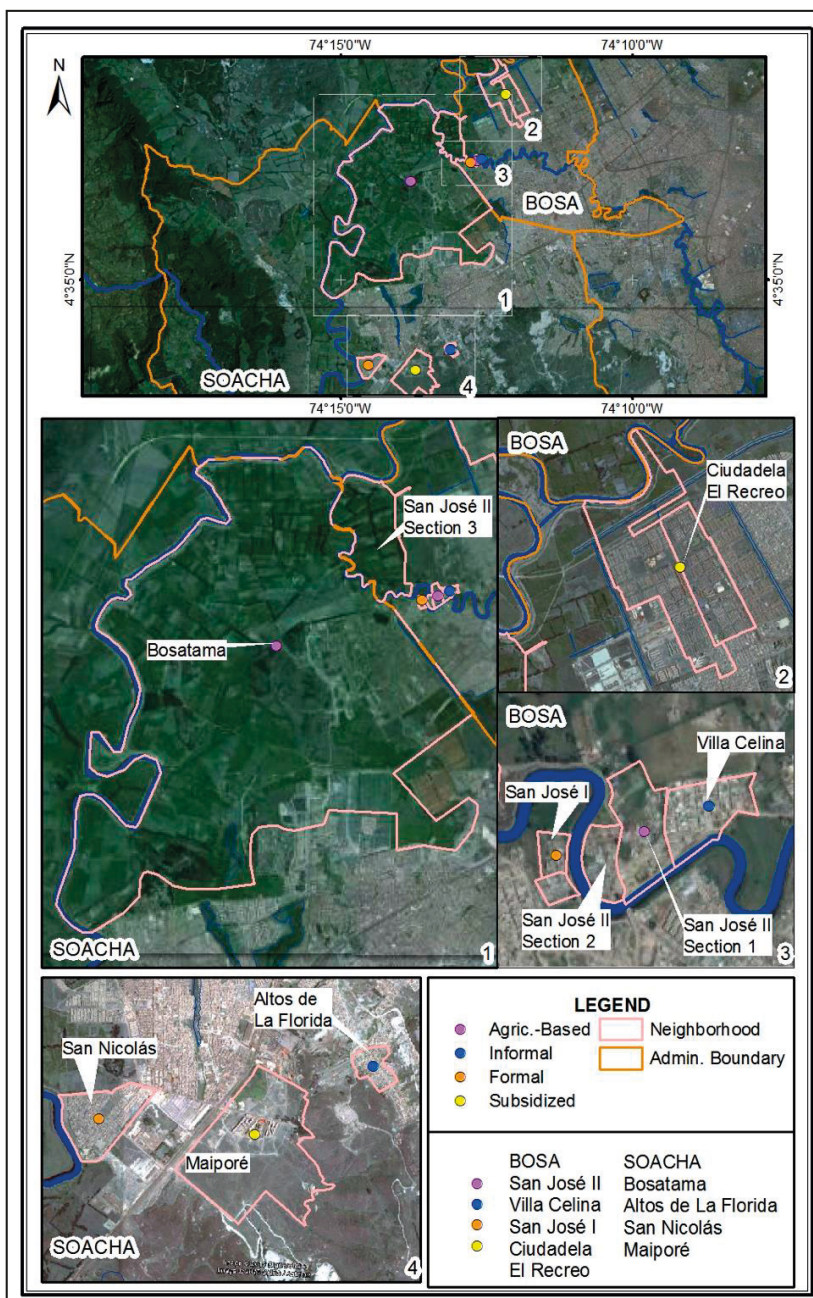 74°15'0"W 74°10'0"W
N
2
3
BOSA
4°35'0"N
4°35'0"N
1
SOACHA
4
74°15'0"W 74°10'0"W
San José II
Section 3
Bosatama
SOACHA
1
BOSA
Ciudadela
El Recreo
2
BOSA
Villa Celina
San José I
San José II
Section 2
San José II
Section 1
3
Altos de
La Florida
San Nicolás
Maiporé
SOACHA
4
LEGEND
Agric.-Based Neighborhood
Informal Admin. Boundary
Formal
Subsidized
BOSA SOACHA
San José II Bosatama
Villa Celina Altos de La Florida
San José I San Nicolás
Ciudadela Maiporé
El Recreo